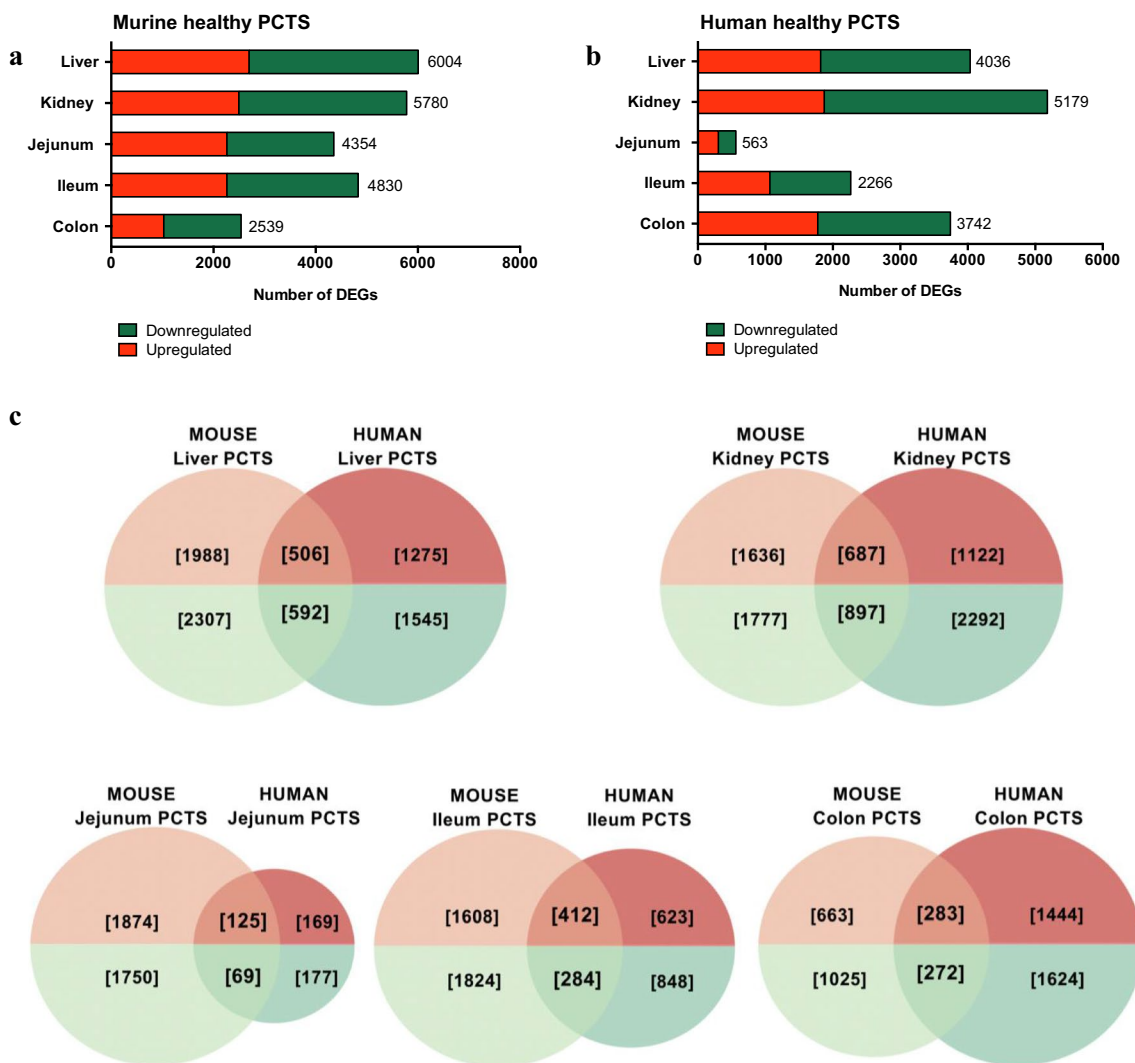 Murine healthy PCTS
a
Liver 6004
Kidney 5780
Jejunum 4354
Ileum 4830
Colon 2539
0 2000 4000 6000 8000
Number of DEGs
Downregulated
Upregulated
Human healthy PCTS
b
Liver 4036
Kidney 5179
Jejunum 563
Ileum 2266
Colon 3742
0 1000 2000 3000 4000 5000 6000
Number of DEGs
Downregulated
Upregulated
c
MOUSE HUMAN
Liver PCTS Liver PCTS
[1988] [506] [1275]
[2307] [592] [1545]
MOUSE HUMAN
Kidney PCTS Kidney PCTS
[1636] [687] [1122]
[1777] [897] [2292]
MOUSE HUMAN
Jejunum PCTS Jejunum PCTS
[1874] [125] [169]
[1750] [69] [177]
MOUSE HUMAN
Ileum PCTS Ileum PCTS
[1608] [412] [623]
[1824] [284] [848]
MOUSE HUMAN
Colon PCTS Colon PCTS
[663] [283] [1444]
[1025] [272] [1624]